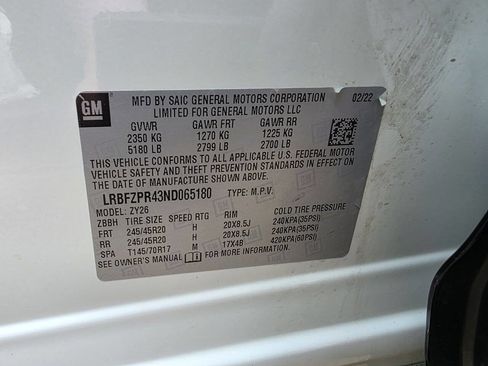 GM
MFD BY SAIC GENERAL MOTORS CORPORATION 02/22
LIMITED FOR GENERAL MOTORS LLC
GVWR GAWR FRT GAWR RR
2350 KG 1270 KG 1225 KG
5180 LB 2799 LB 2700 LB
THIS VEHICLE CONFORMS TO ALL APPLICABLE U.S. FEDERAL MOTOR
VEHICLE SAFETY, BUMPER, AND THEFT PREVENTION STANDARDS IN
EFFECT ON THE DATE OF MANUFACTURE SHOWN ABOVE.
LRBFZPR43ND065180 TYPE: M.P.V.
ZBBH ZY26
TIRE SIZE SPEED RTG RIM COLD TIRE PRESSURE
FRT 245/45R20 H 20X8.5J 240KPA(35PSI)
RR 245/45R20 H 20X8.5J 240KPA(35PSI)
SPA T145/70R17 M 17X4B 420KPA(60PSI)
SEE OWNER'S MANUAL FOR MORE INFORMATION.